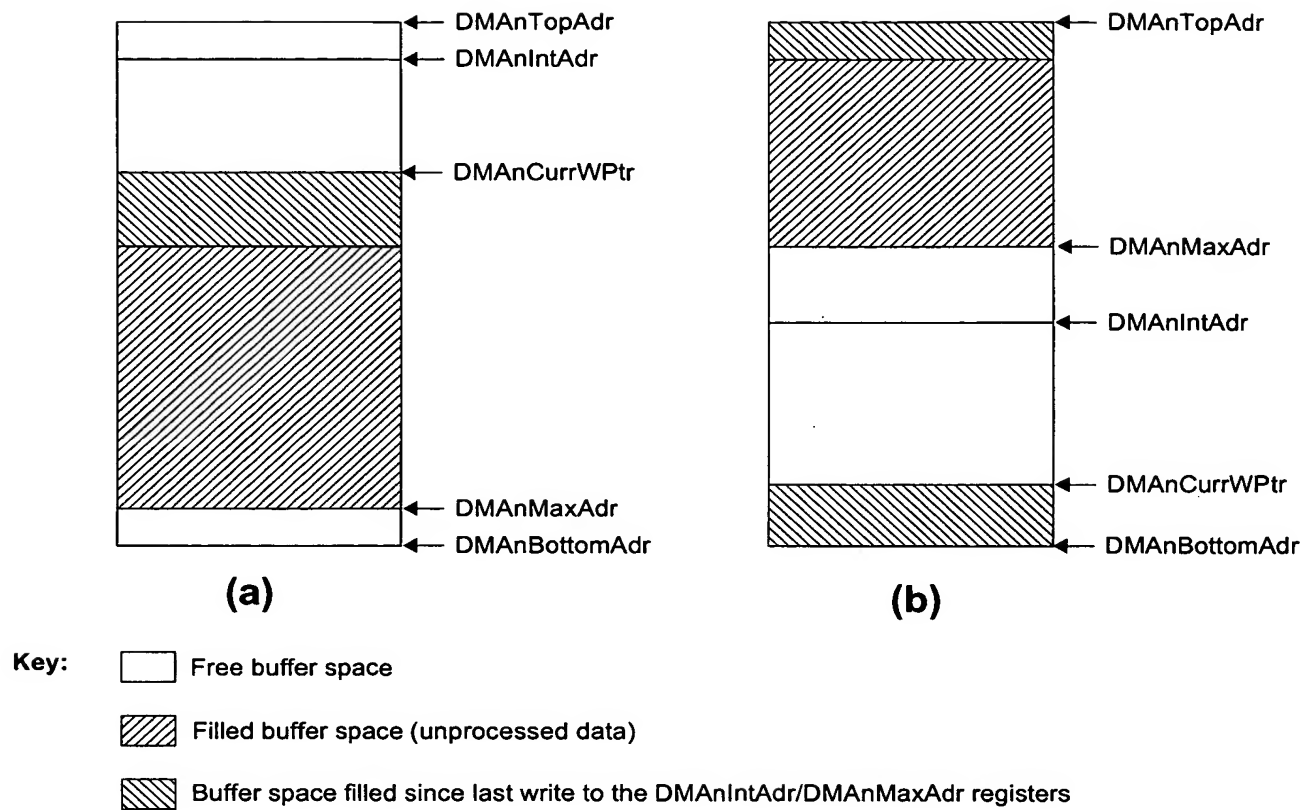 DMAnTopAdr
DMAnIntAdr
DMAnCurrWPtr
DMAnMaxAdr
DMAnBottomAdr
(a)
DMAnTopAdr
DMAnMaxAdr
DMAnIntAdr
DMAnCurrWPtr
DMAnBottomAdr
(b)
Key:
Free buffer space
Filled buffer space (unprocessed data)
Buffer space filled since last write to the DMAnIntAdr/DMAnMaxAdr registers